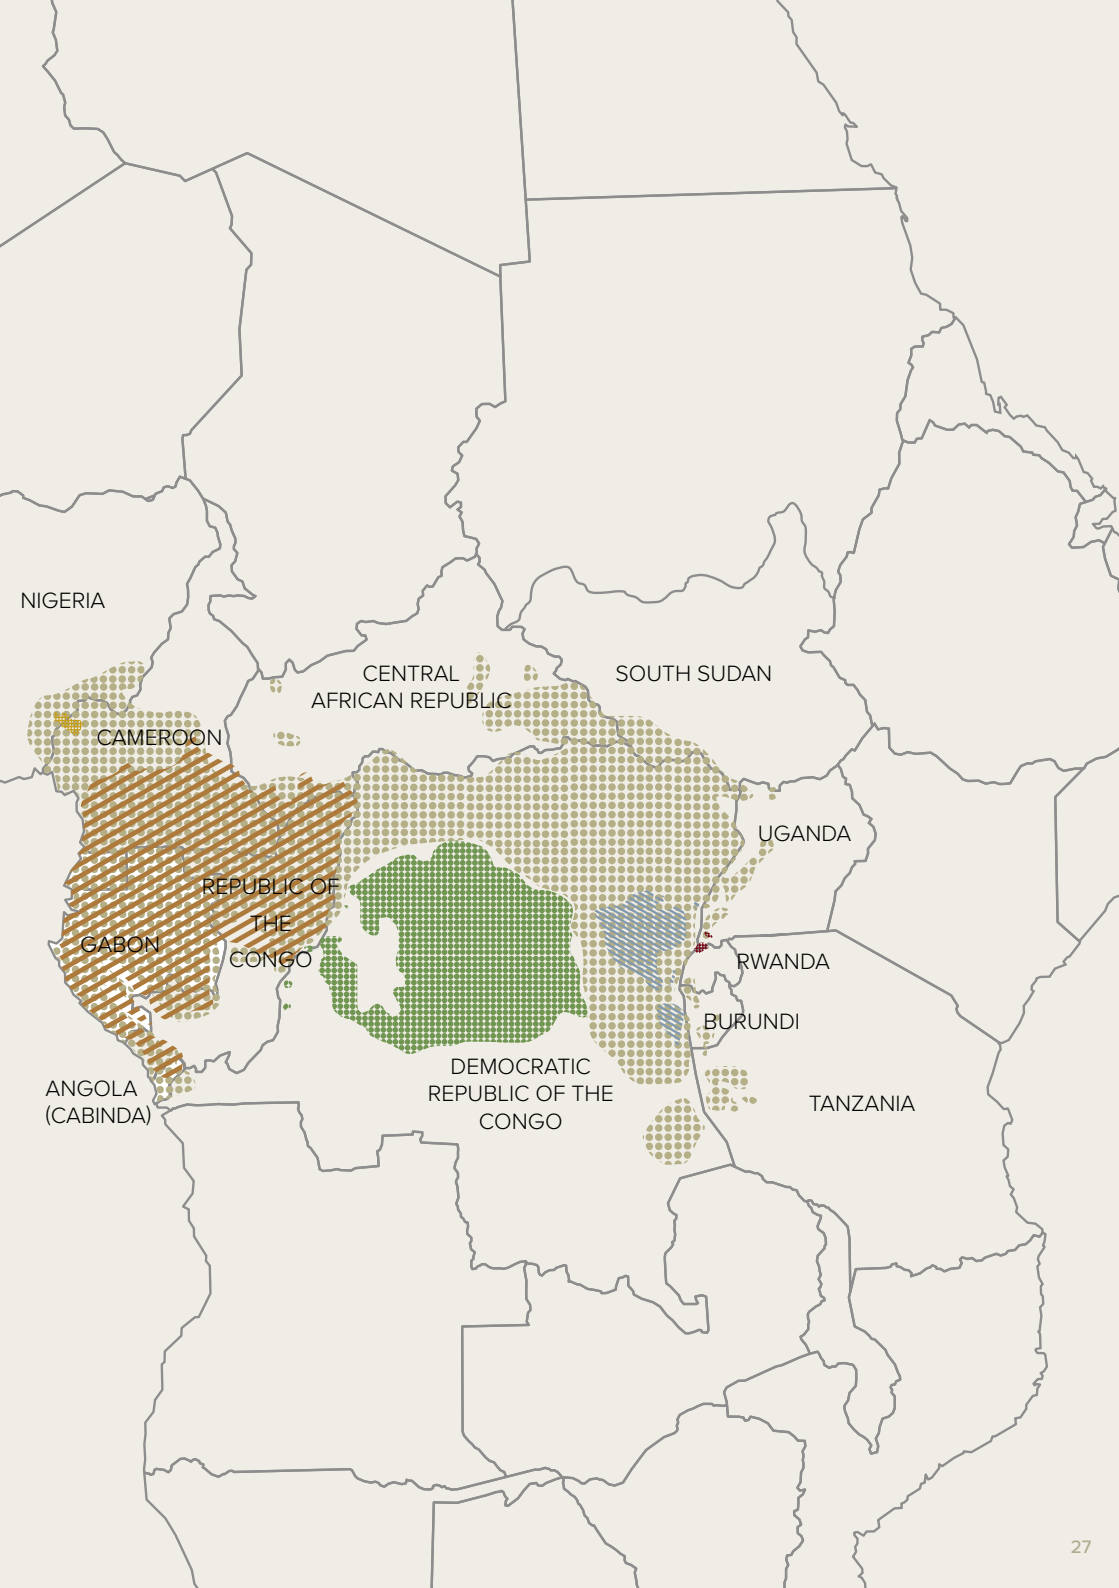 NIGERIA
CENTRAL
AFRICAN REPUBLIC
SOUTH SUDAN
CAMEROON
UGANDA
REPUBLIC OF
THE
CONGO
GABON
RWANDA
BURUNDI
DEMOCRATIC
REPUBLIC OF THE
CONGO
ANGOLA
(CABINDA)
TANZANIA
27